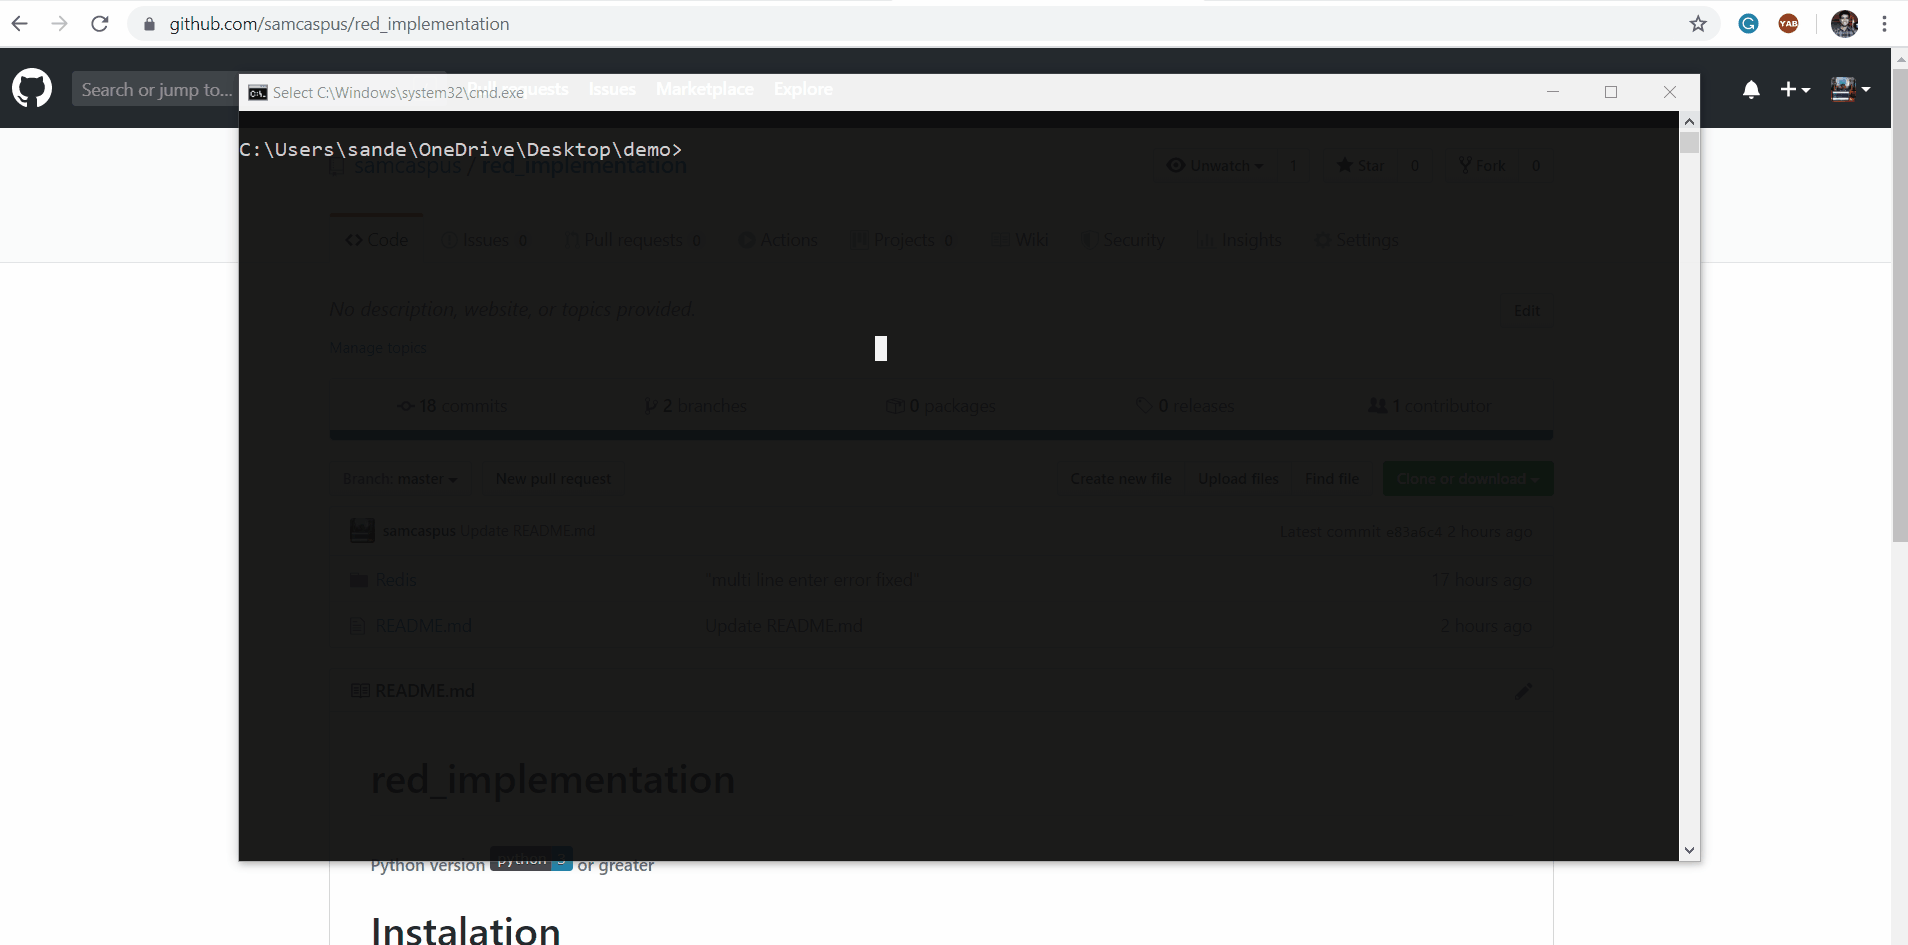 github.com/samcaspus/red_implementation
Search or jump to...
Pull requests Issues Marketplace Explore
Select C:\Windows\system32\cmd.exe
C:\Users\sande\OneDrive\Desktop\demo>
samcaspus / red_implementation
Unwatch 1 Star 0 Fork 0
Code Issues 0 Pull requests 0 Actions Projects 0 Wiki Security Insights Settings
No description, website, or topics provided.
Edit
Manage topics
18 commits 2 branches 0 packages 0 releases 1 contributor
Branch: master New pull request Create new file Upload files Find file Clone or download
samcaspus Update README.md Latest commit e83a6c4 2 hours ago
Redis "multi line enter error fixed" 17 hours ago
README.md Update README.md 2 hours ago
README.md
red_implementation
Python version python 3 or greater
Instalation